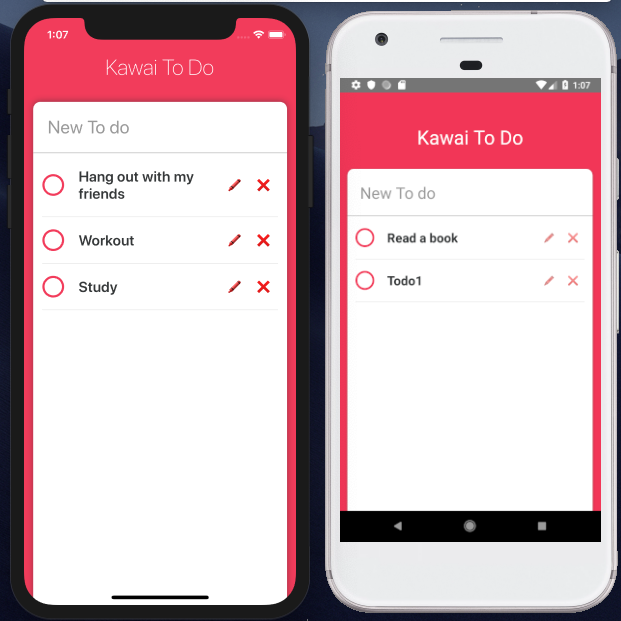 1:07
Kawai To Do
New To do
Hang out with my
friends
Workout
Study
1:07
Kawai To Do
New To do
Read a book
Todo1